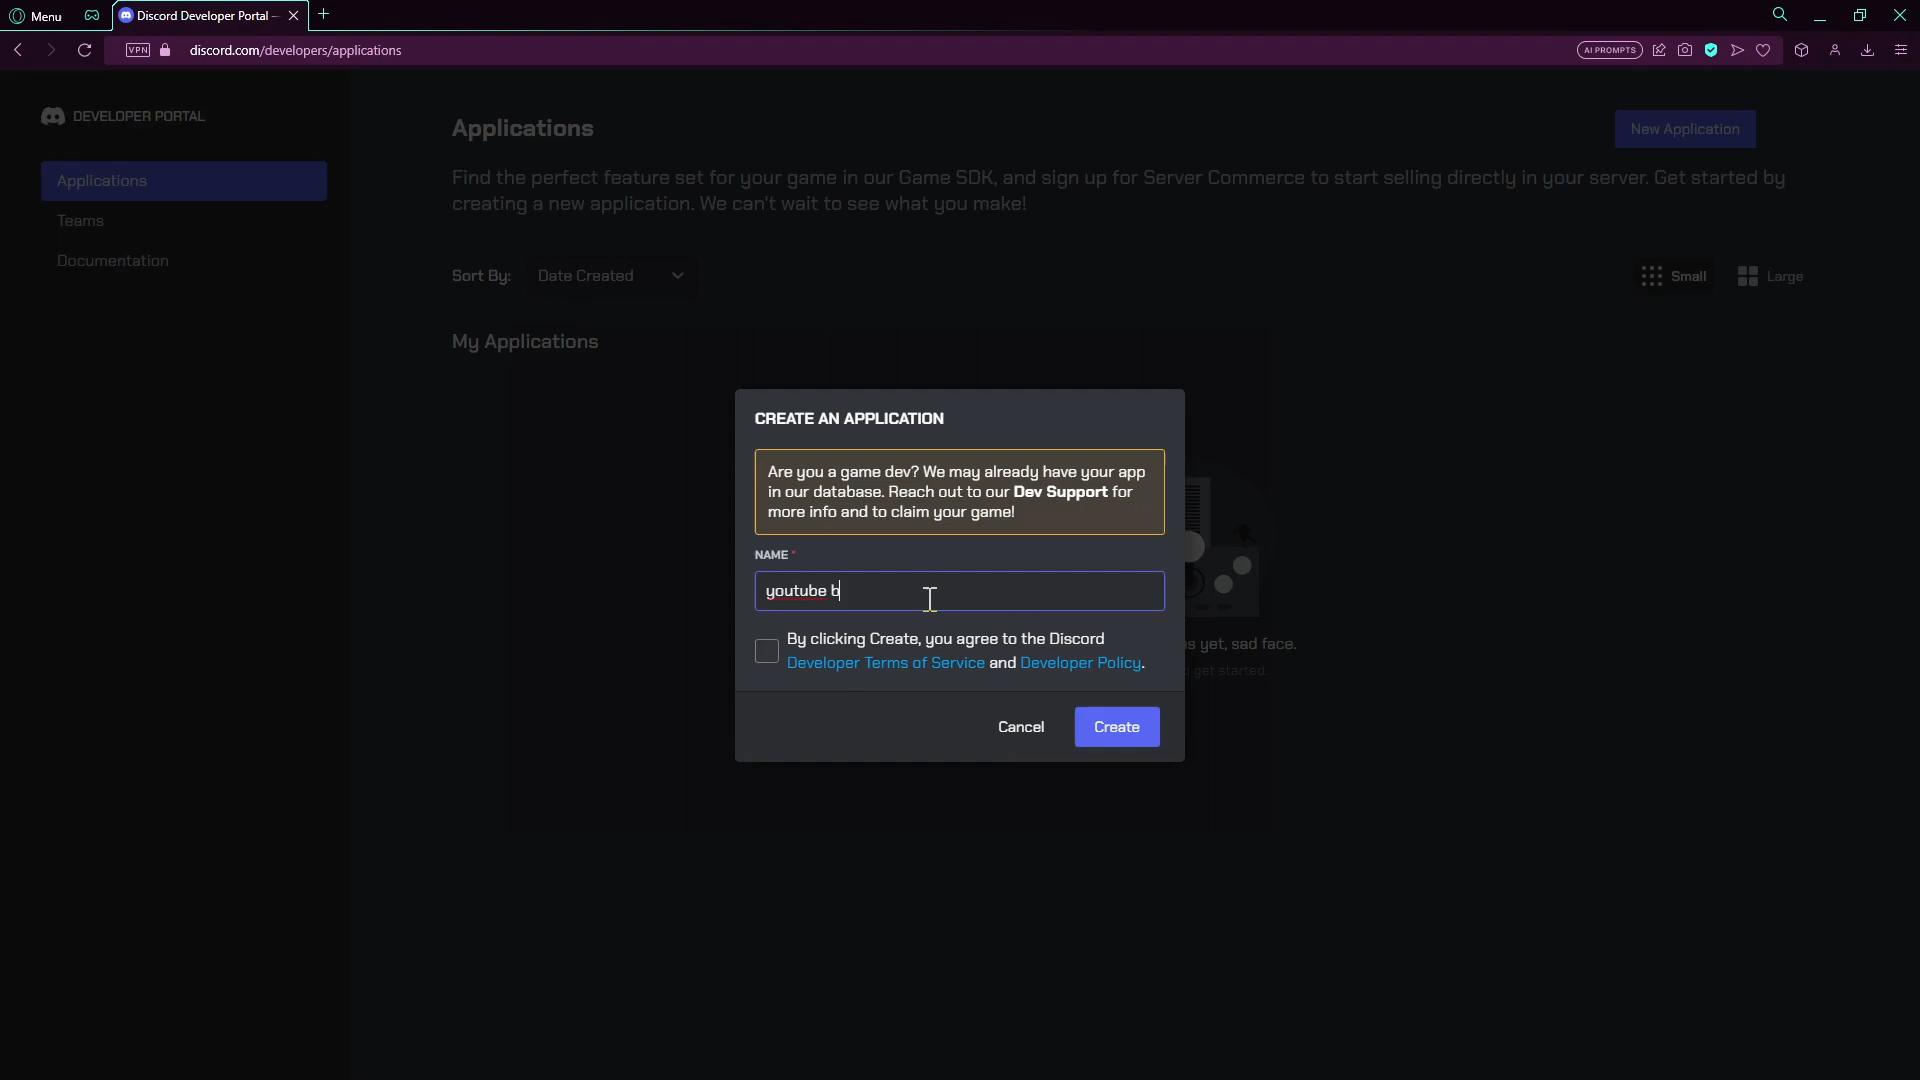 Menu
Discord Developer Portal –
VPN
discord.com/developers/applications
AI PROMPTS
DEVELOPER PORTAL
Applications
Teams
Documentation
Applications
New Application
Find the perfect feature set for your game in our Game SDK, and sign up for Server Commerce to start selling directly in your server. Get started by
creating a new application. We can't wait to see what you make!
Sort By:
Date Created
Small
Large
My Applications
CREATE AN APPLICATION
Are you a game dev? We may already have your app
in our database. Reach out to our Dev Support for
more info and to claim your game!
NAME *
youtube b
By clicking Create, you agree to the Discord
Developer Terms of Service and Developer Policy.
s yet, sad face.
get started.
Cancel
Create